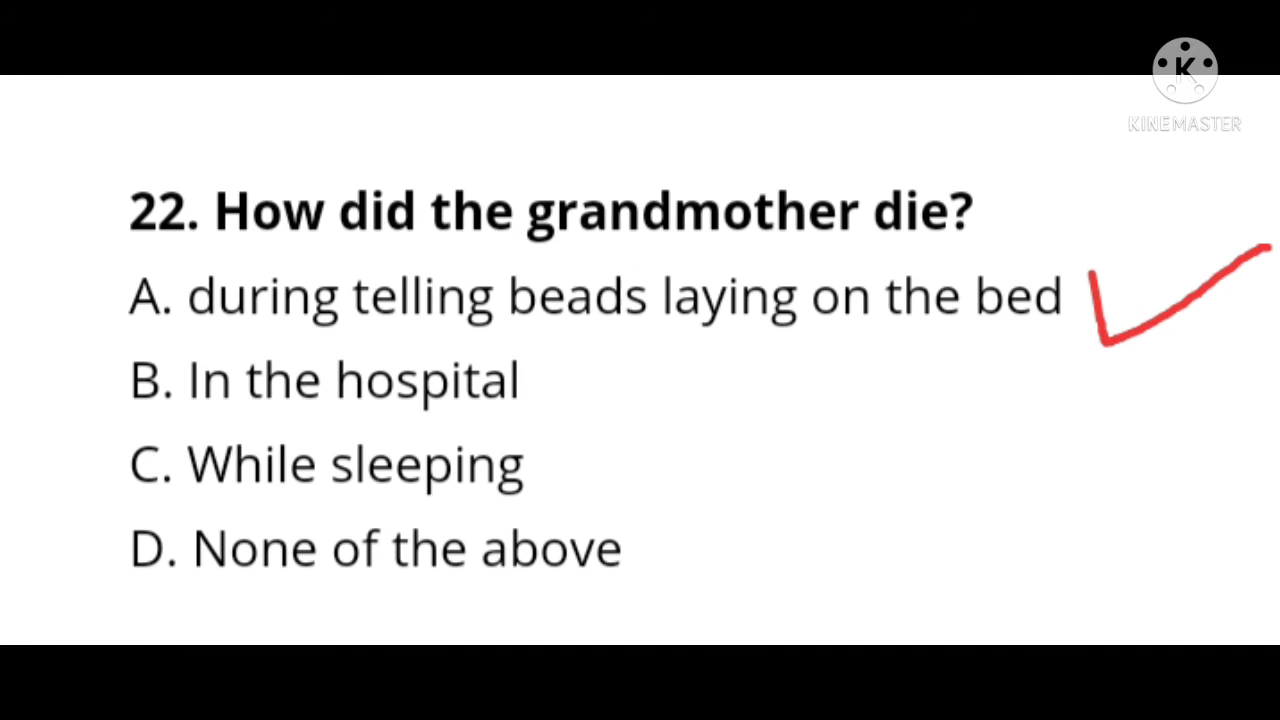 K
KINEMASTER
22. How did the grandmother die?
A. during telling beads laying on the bed
B. In the hospital
C. While sleeping
D. None of the above